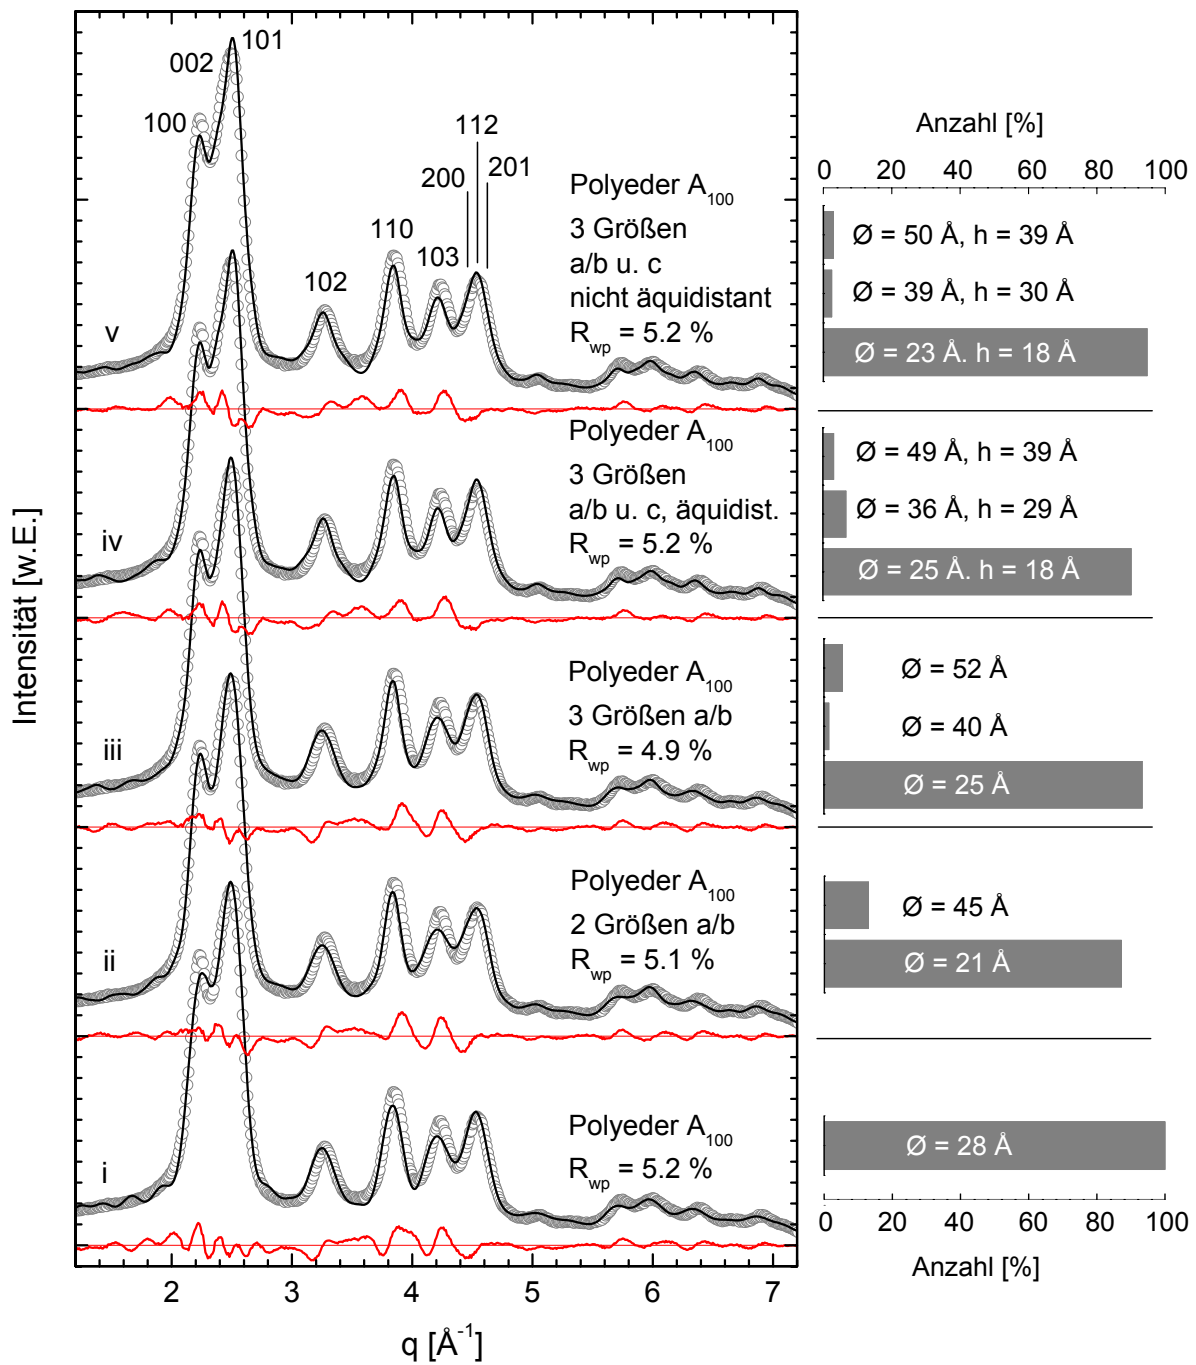 101
002
100
112
200
201
110
103
102
Polyeder A100
3 Größen
a/b u. c
nicht äquidistant
Rwp = 5.2 %
v
Polyeder A100
3 Größen
a/b u. c, äquidist.
Rwp = 5.2 %
iv
Polyeder A100
3 Größen a/b
Rwp = 4.9 %
iii
Polyeder A100
2 Größen a/b
Rwp = 5.1 %
ii
Polyeder A100
Rwp = 5.2 %
i
Intensität [w.E.]
2 3 4 5 6 7
q [Å-1]
Anzahl [%]
0 20 40 60 80 100
Ø = 50 Å, h = 39 Å
Ø = 39 Å, h = 30 Å
Ø = 23 Å. h = 18 Å
Ø = 49 Å, h = 39 Å
Ø = 36 Å, h = 29 Å
Ø = 25 Å. h = 18 Å
Ø = 52 Å
Ø = 40 Å
Ø = 25 Å
Ø = 45 Å
Ø = 21 Å
Ø = 28 Å
0 20 40 60 80 100
Anzahl [%]